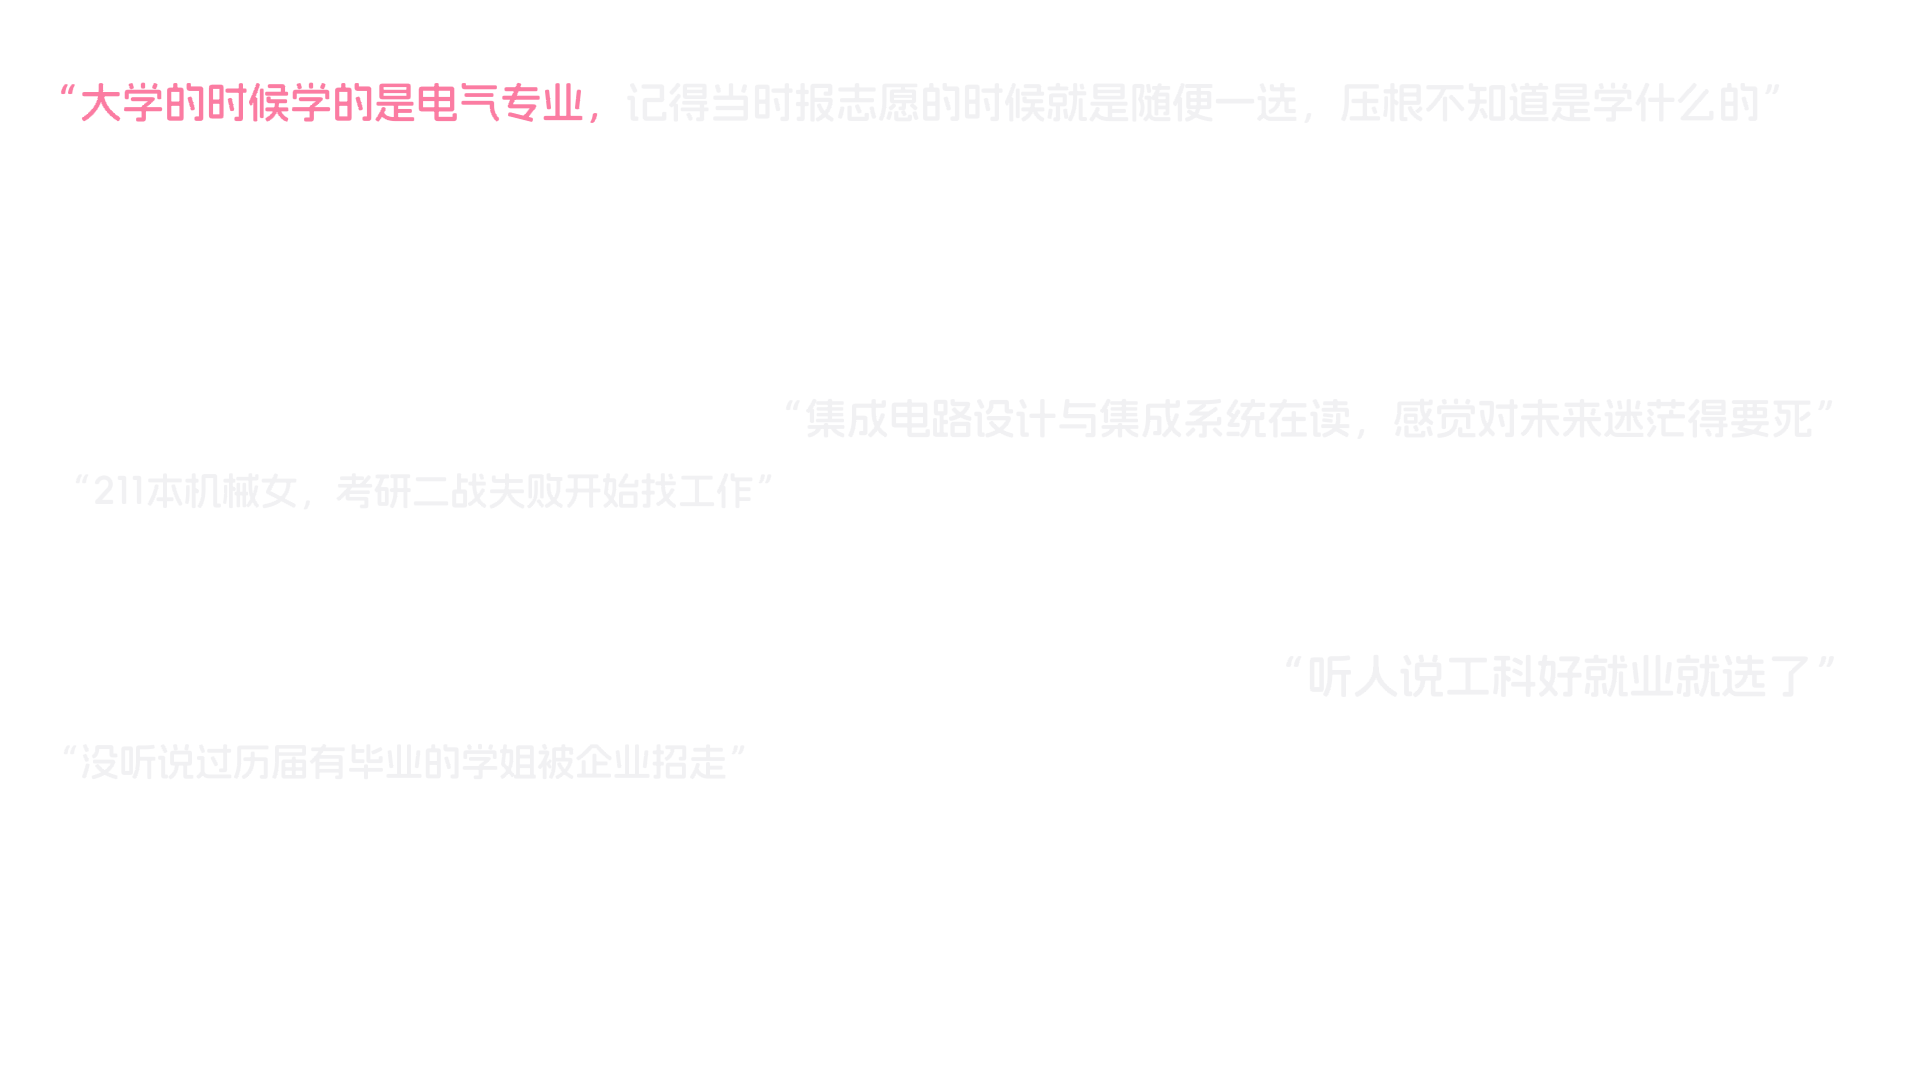 “大学的时候学的是电气专业，记得当时报志愿的时候就是随便一选，压根不知道是学什么的”
“集成电路设计与集成系统在读，感觉对未来迷茫得要死”
“211本机械女，考研二战失败开始找工作”
“听人说工科好就业就选了”
“没听说过历届有毕业的学姐被企业招走”